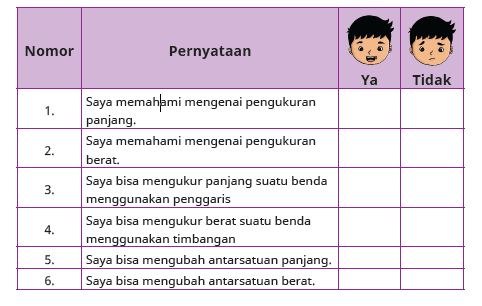 Nomor Pernyataan Ya Tidak
1. Saya memahami mengenai pengukuran
panjang.
2. Saya memahami mengenai pengukuran
berat.
3. Saya bisa mengukur panjang suatu benda
menggunakan penggaris
4. Saya bisa mengukur berat suatu benda
menggunakan timbangan
5. Saya bisa mengubah antarsatuan panjang.
6. Saya bisa mengubah antarsatuan berat.